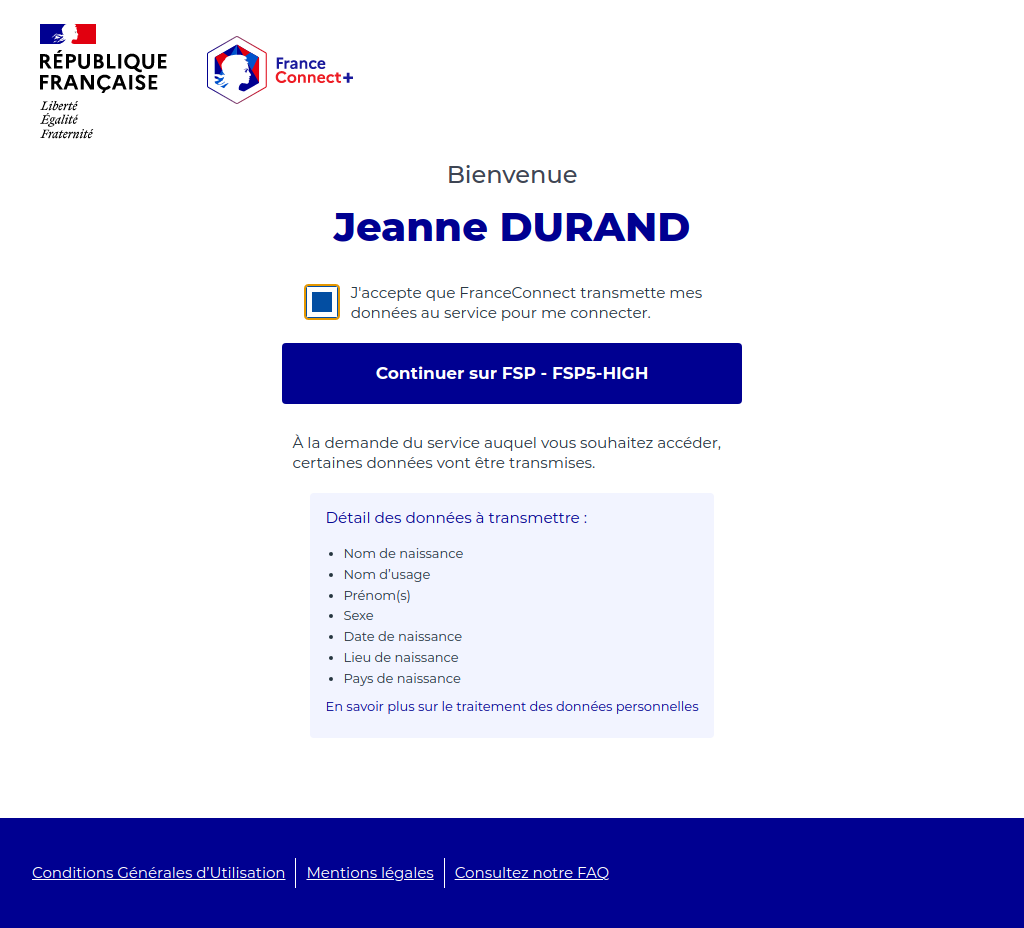 RÉPUBLIQUE
FRANÇAISE
Liberté
Égalité
Fraternité
France
Connect+
Bienvenue
Jeanne DURAND
J'accepte que FranceConnect transmette mes
données au service pour me connecter.
Continuer sur FSP - FSP5-HIGH
À la demande du service auquel vous souhaitez accéder,
certaines données vont être transmises.
Détail des données à transmettre :
• Nom de naissance
• Nom d’usage
• Prénom(s)
• Sexe
• Date de naissance
• Lieu de naissance
• Pays de naissance
En savoir plus sur le traitement des données personnelles
Conditions Générales d’Utilisation Mentions légales Consultez notre FAQ